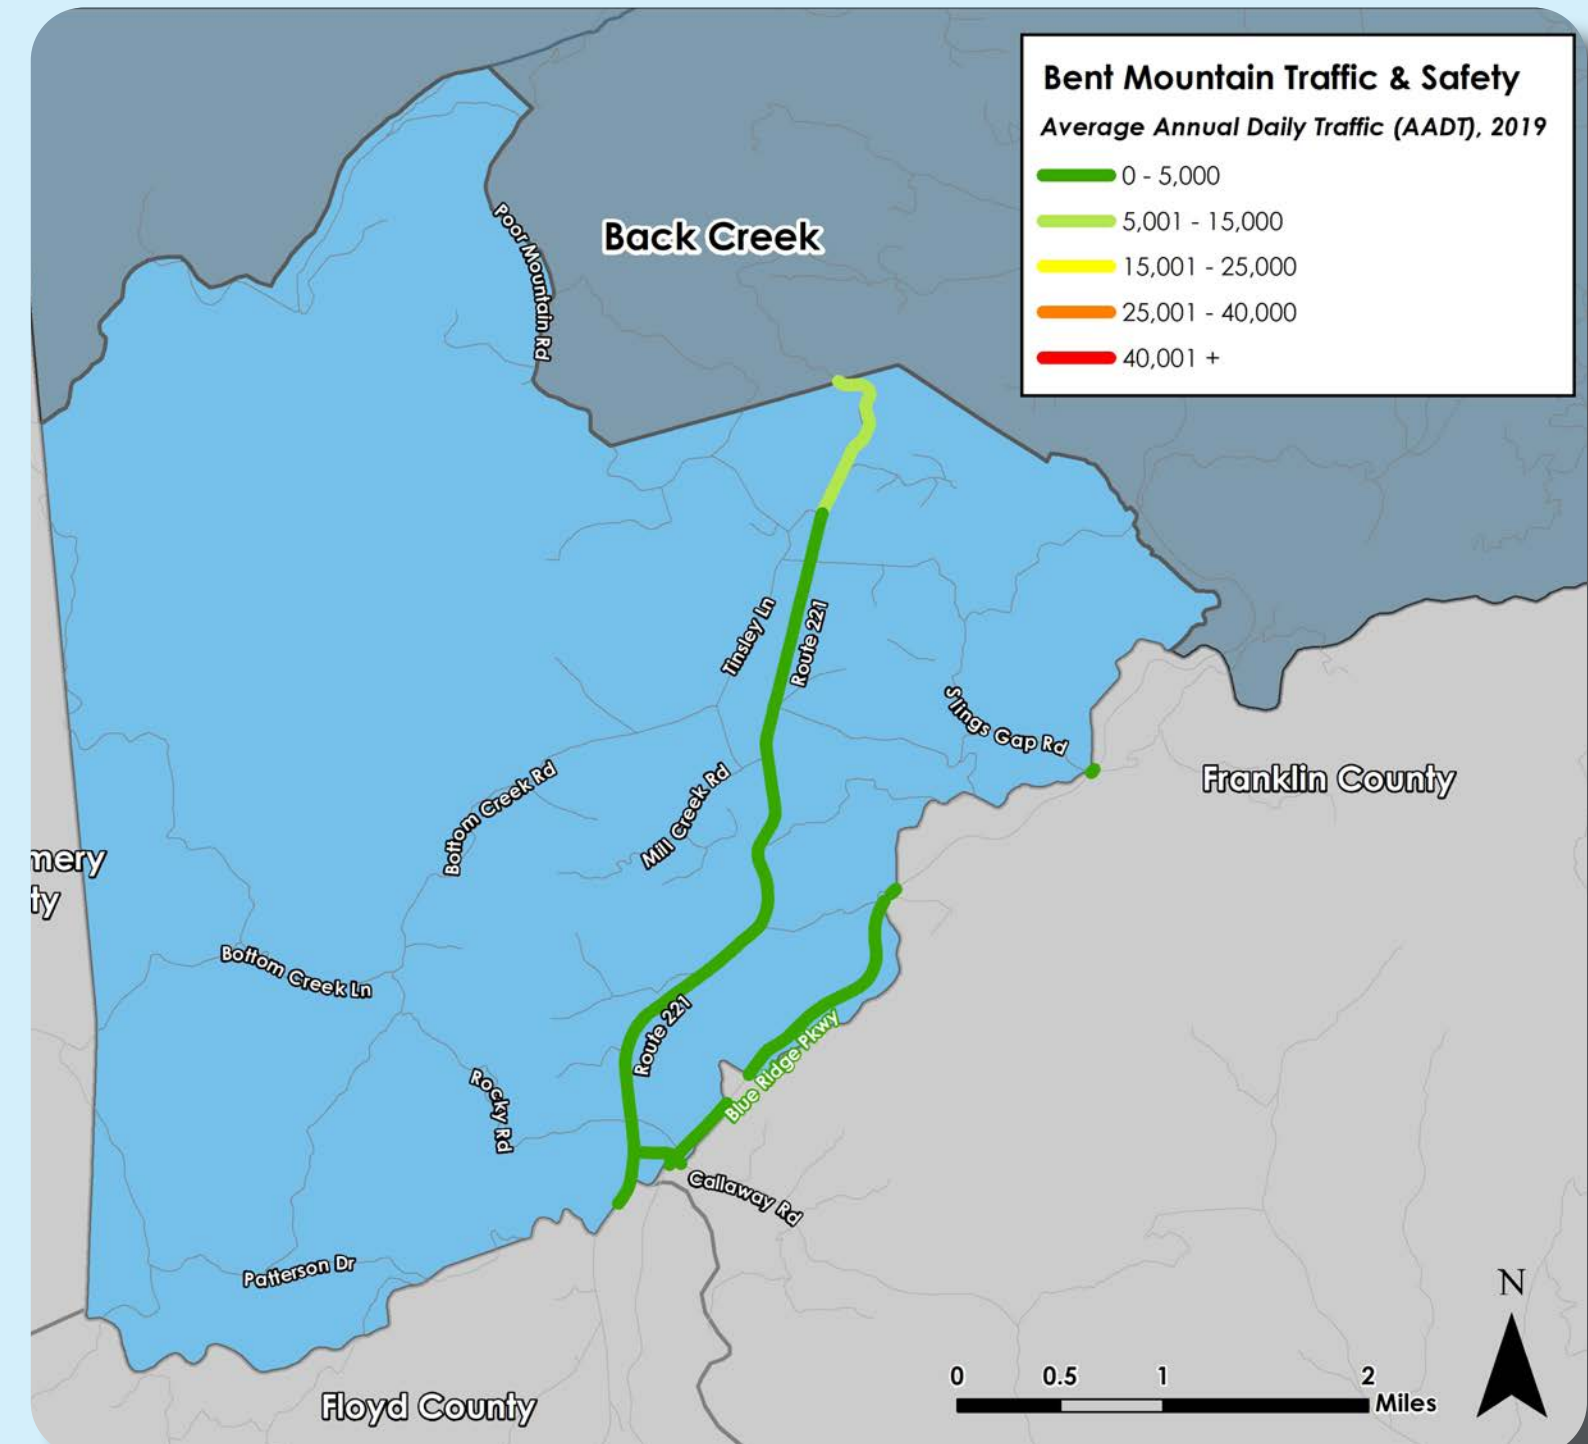 Bent Mountain Traffic & Safety
Average Annual Daily Traffic (AADT), 2019
0 - 5,000
5,001 - 15,000
15,001 - 25,000
25,001 - 40,000
40,001 +
Back Creek
Poor Mountain Rd
Tinsley Ln
Route 221
Slings Gap Rd
Franklin County
Bottom Creek Rd
Mill Creek Rd
mery
ty
Bottom Creek Ln
Route 221
Blue Ridge Pkwy
Rocky Rd
Callaway Rd
Patterson Dr
Floyd County
N
0 0.5 1 2
Miles